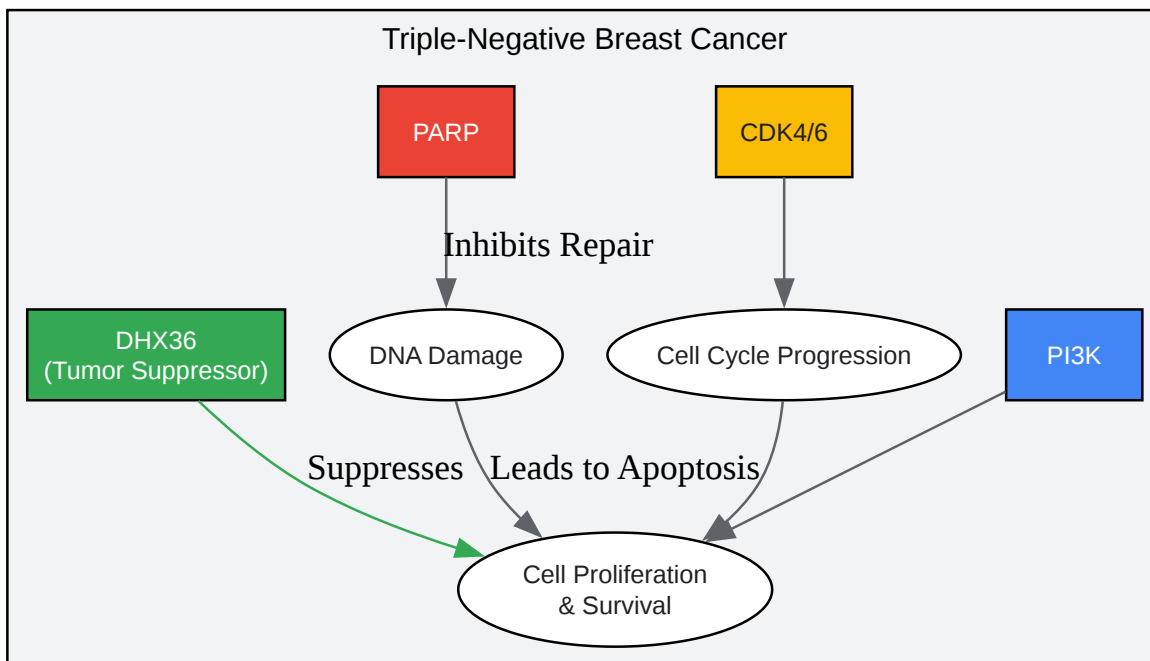 Triple-Negative Breast Cancer
PARP
CDK4/6
Inhibits Repair
DHX36
(Tumor Suppressor)
DNA Damage
Cell Cycle Progression
PI3K
Suppresses
Leads to Apoptosis
Cell Proliferation
& Survival